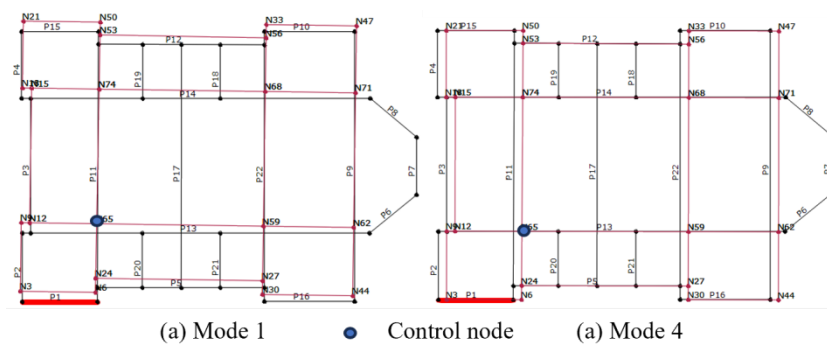 N21
N50
N33
N47
P15
N53
P12
N56
P10
P4
P19
P18
N15
N74
N68
N71
P14
P8
P3
P11
P17
P22
P9
P7
N9
N12
N65
N59
N62
P13
P6
P2
P20
P21
N24
N27
P5
N3
N6
N30
N44
P1
P16
N21
P15
N50
N33
P10
N47
N53
P12
N56
P4
P19
P18
N15
N74
P14
N68
N71
P8
P3
P11
P17
P22
P9
N9
N12
N65
P13
N59
N62
P6
P2
P20
P21
N24
P5
N27
N3
P1
N6
N30
P16
N44
(a) Mode 1
Control node
(a) Mode 4